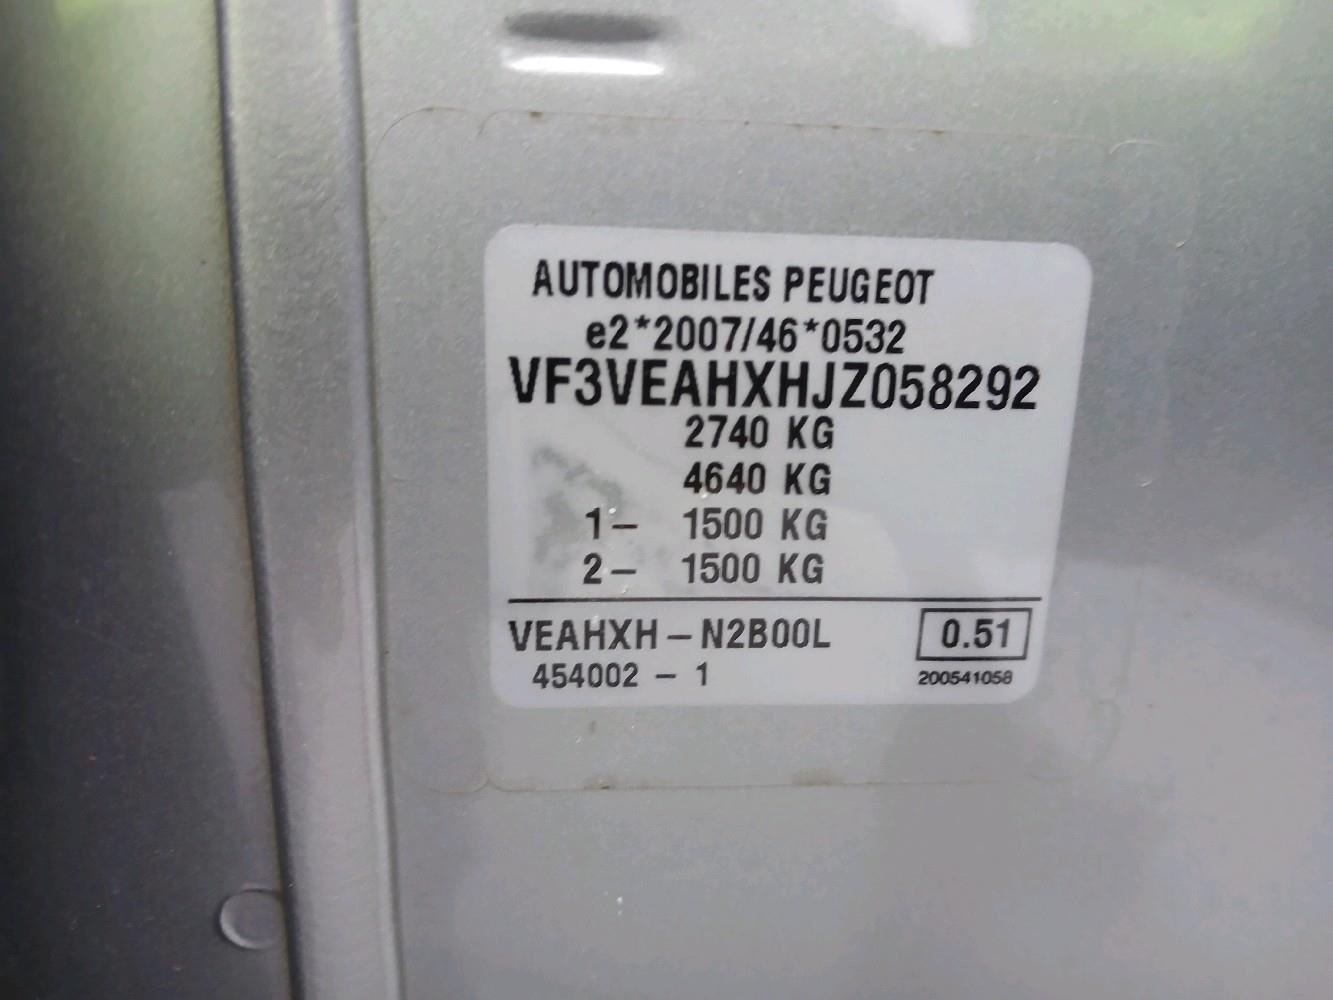 AUTOMOBILES PEUGEOT
e2*2007/46*0532
VF3VEAHXHJZ058292
2740 KG
4640 KG
1- 1500 KG
2- 1500 KG
VEAHXH-N2B00L 0.51
454002 - 1 200541058